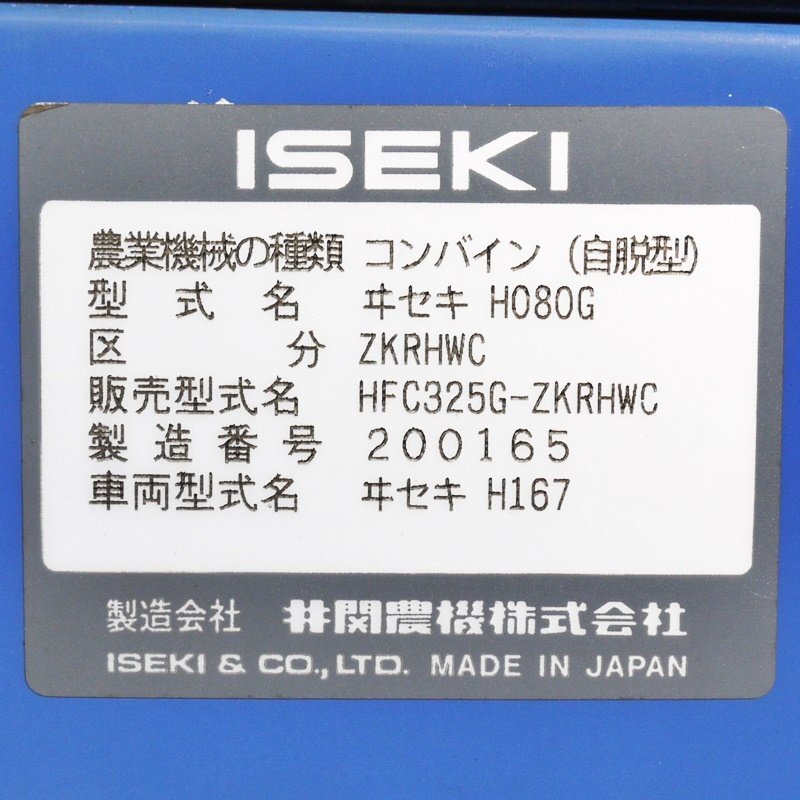 ISEKI
農業機械の種類 コンバイン (自脱型)
型式名 ヰセキ H080G
区分 ZKRHWC
販売型式名 HFC325G-ZKRHWC
製造番号 200165
車両型式名 ヰセキ H167
製造会社 井関農機株式会社
ISEKI & CO., LTD. MADE IN JAPAN